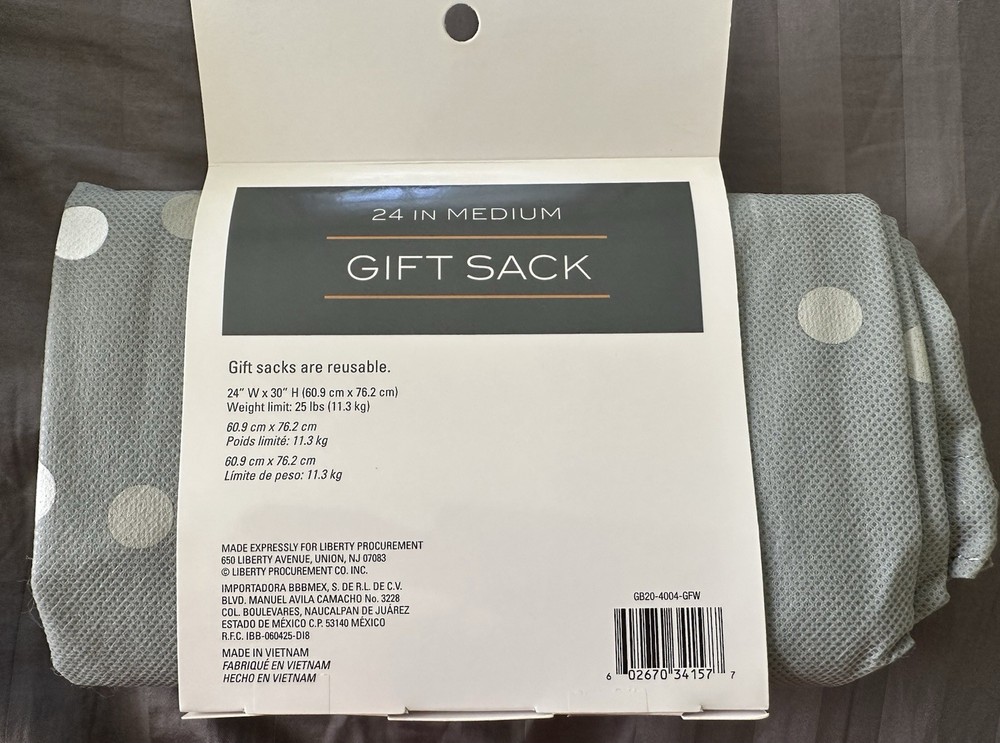 24 IN MEDIUM
GIFT SACK
Gift sacks are reusable.
24" W x 30" H (60.9 cm x 76.2 cm)
Weight limit: 25 lbs (11.3 kg)
60.9 cm x 76.2 cm
Poids limité: 11.3 kg
60.9 cm x 76.2 cm
Límite de peso: 11.3 kg
MADE EXPRESSLY FOR LIBERTY PROCUREMENT
650 LIBERTY AVENUE, UNION, NJ 07083
© LIBERTY PROCUREMENT CO. INC.
IMPORTADORA BBBMEX, S. DE R.L. DE C.V.
BLVD. MANUEL AVILA CAMACHO No. 3228
COL. BOULEVARES, NAUCALPAN DE JUÁREZ
ESTADO DE MÉXICO C.P. 53140 MÉXICO
R.F.C. IBB-060425-DI8
MADE IN VIETNAM
FABRIQUÉ EN VIETNAM
HECHO EN VIETNAM
GB20-4004-GFW
6 02670 34157 7